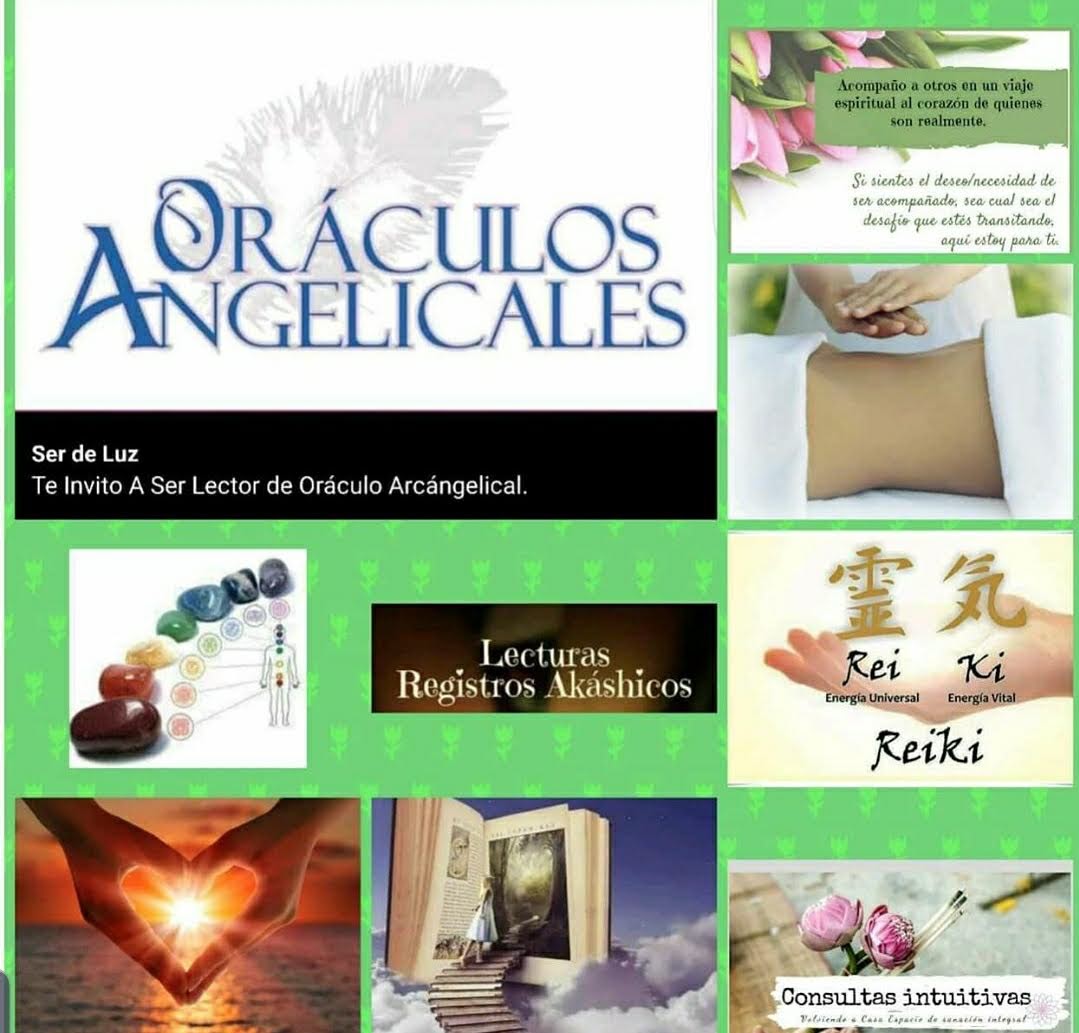 ORÁCULOS
ANGELICALES
Ser de Luz
Te Invito A Ser Lector de Oráculo Arcángelical.
Acompaño a otros en un viaje
espiritual al corazón de quienes
son realmente.
Si sientes el deseo/necesidad de
ser acompañado, sea cual sea el
desafío que estés transitando,
aquí estoy para ti.
Lecturas
Registros Akáshicos
霊 気
Rei Ki
Energía Universal Energía Vital
Reiki
Consultas intuitivas
Volviendo a Casa Espacio de sanación integral